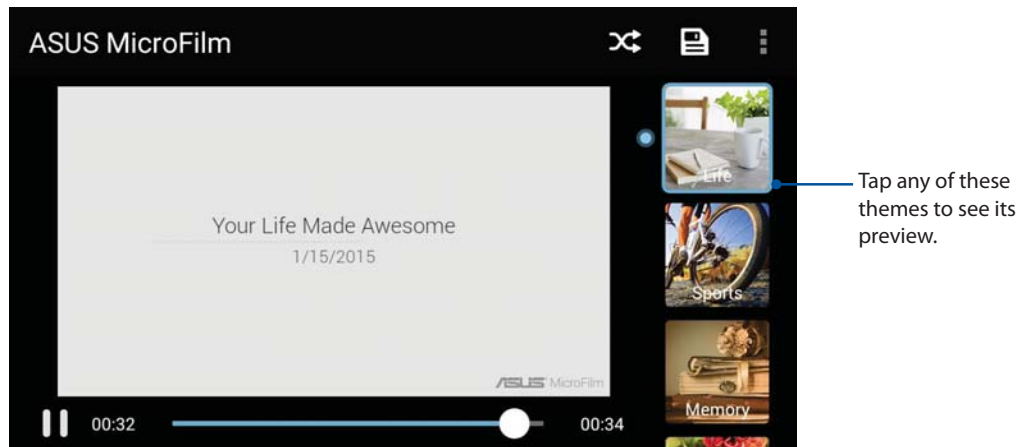 ASUS MicroFilm
Life
Your Life Made Awesome
1/15/2015
Sports
ASUS MicroFilm
Memory
00:32
00:34
Tap any of these
themes to see its
preview.